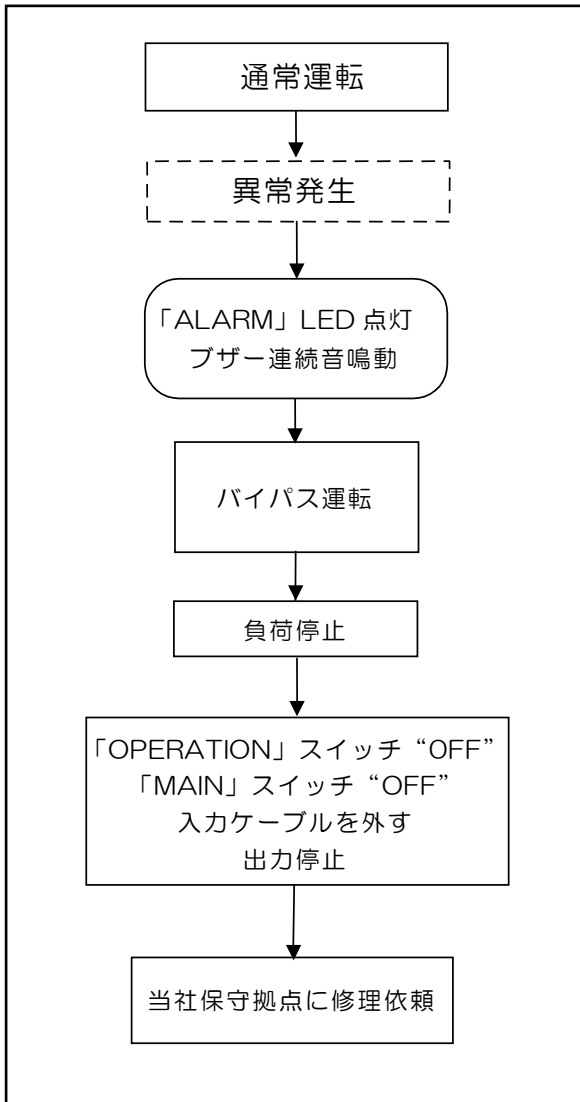 通常運転
異常発生
「ALARM」LED 点灯
ブザー連続音鳴動
バイパス運転
負荷停止
「OPERATION」スイッチ“OFF”
「MAIN」スイッチ“OFF”
入力ケーブルを外す
出力停止
当社保守拠点に修理依頼